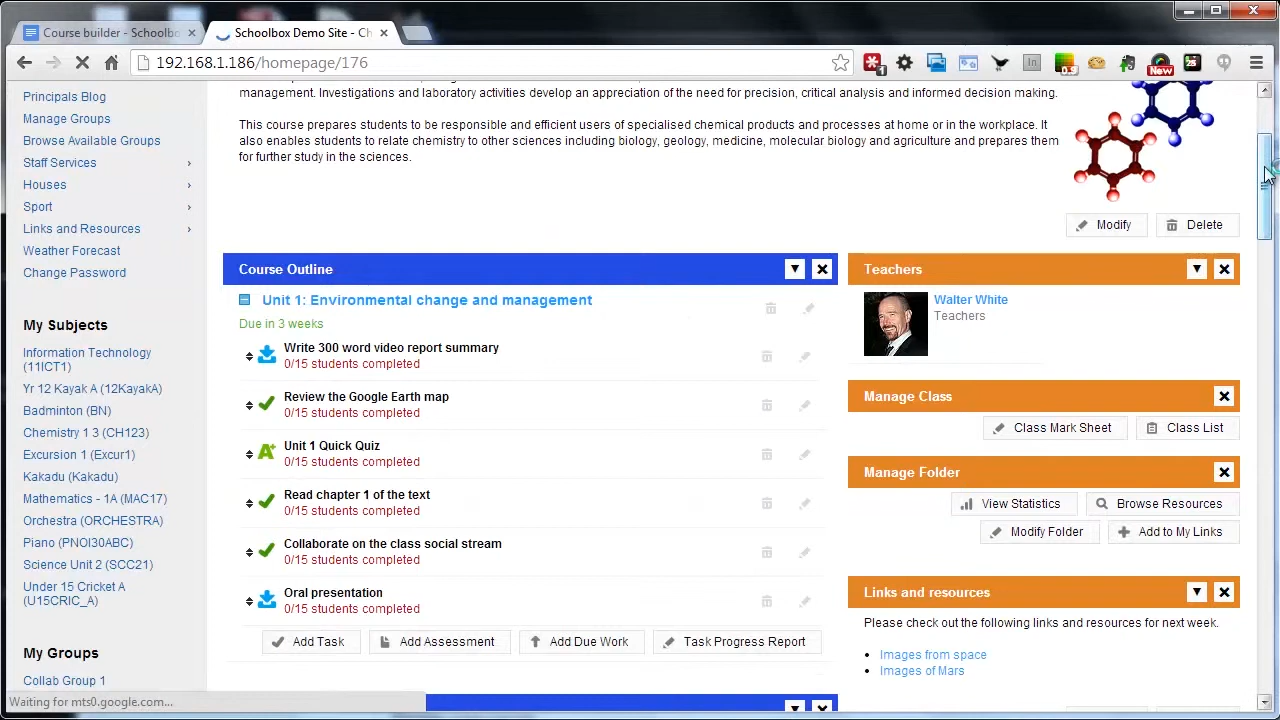 Course builder - Schoolbo
Schoolbox Demo Site - Ch
192.168.1.186/homepage/176
management. Investigations and laboratory activities develop an appreciation of the need for precision, critical analysis and informed decision making.
This course prepares students to be responsible and efficient users of specialised chemical products and processes at home or in the workplace. It
also enables students to relate chemistry to other sciences including biology, geology, medicine, molecular biology and agriculture and prepares them
for further study in the sciences.
Modify
Delete
Principals Blog
Manage Groups
Browse Available Groups
Staff Services
Houses
Sport
Links and Resources
Weather Forecast
Change Password
My Subjects
Information Technology
(11ICT1)
Yr 12 Kayak A (12KayakA)
Badminton (BN)
Chemistry 1 3 (CH123)
Excursion 1 (Excur1)
Kakadu (Kakadu)
Mathematics - 1A (MAC17)
Orchestra (ORCHESTRA)
Piano (PNOI30ABC)
Science Unit 2 (SCC21)
Under 15 Cricket A
(U15CRIC_A)
My Groups
Collab Group 1
Course Outline
Unit 1: Environmental change and management
Due in 3 weeks
Write 300 word video report summary
0/15 students completed
Review the Google Earth map
0/15 students completed
Unit 1 Quick Quiz
0/15 students completed
Read chapter 1 of the text
0/15 students completed
Collaborate on the class social stream
0/15 students completed
Oral presentation
0/15 students completed
Add Task
Add Assessment
Add Due Work
Task Progress Report
Teachers
Walter White
Teachers
Manage Class
Class Mark Sheet
Class List
Manage Folder
View Statistics
Browse Resources
Modify Folder
Add to My Links
Links and resources
Please check out the following links and resources for next week.
Images from space
Images of Mars
Waiting for mts0.google.com...
New